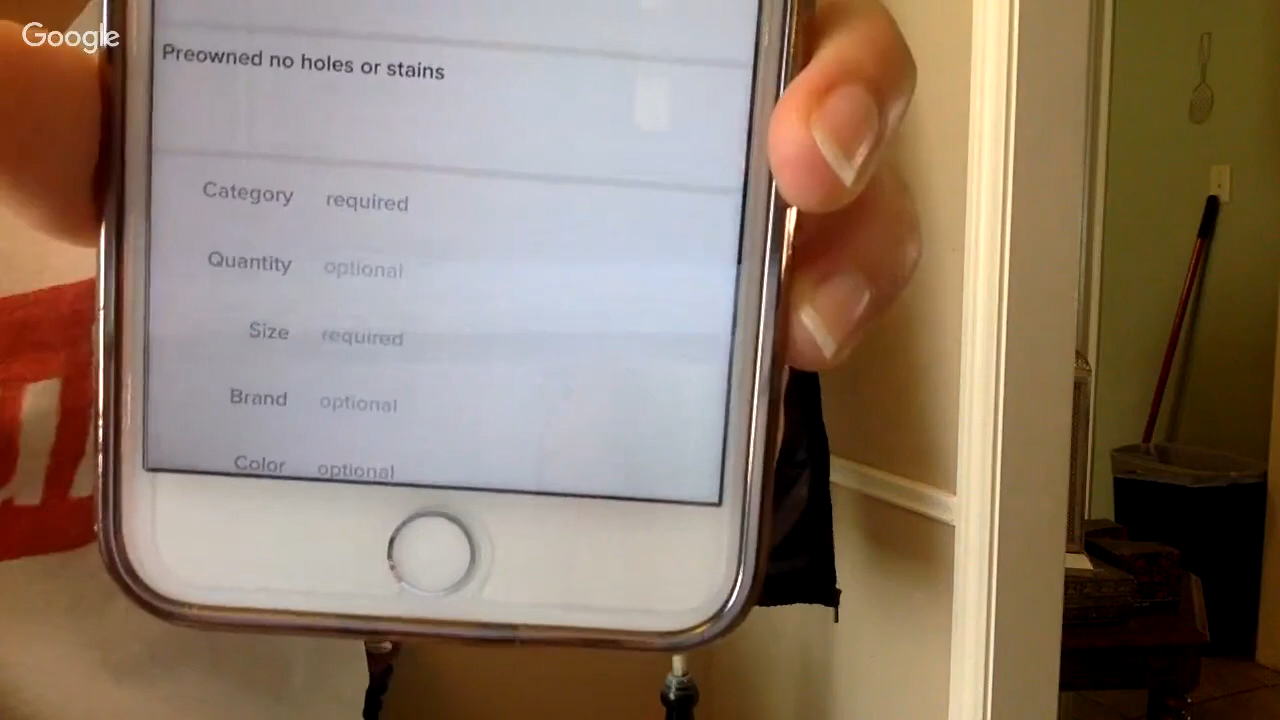 Google
Preowned no holes or stains
Category required
Quantity optional
Size required
Brand optional
Color optional